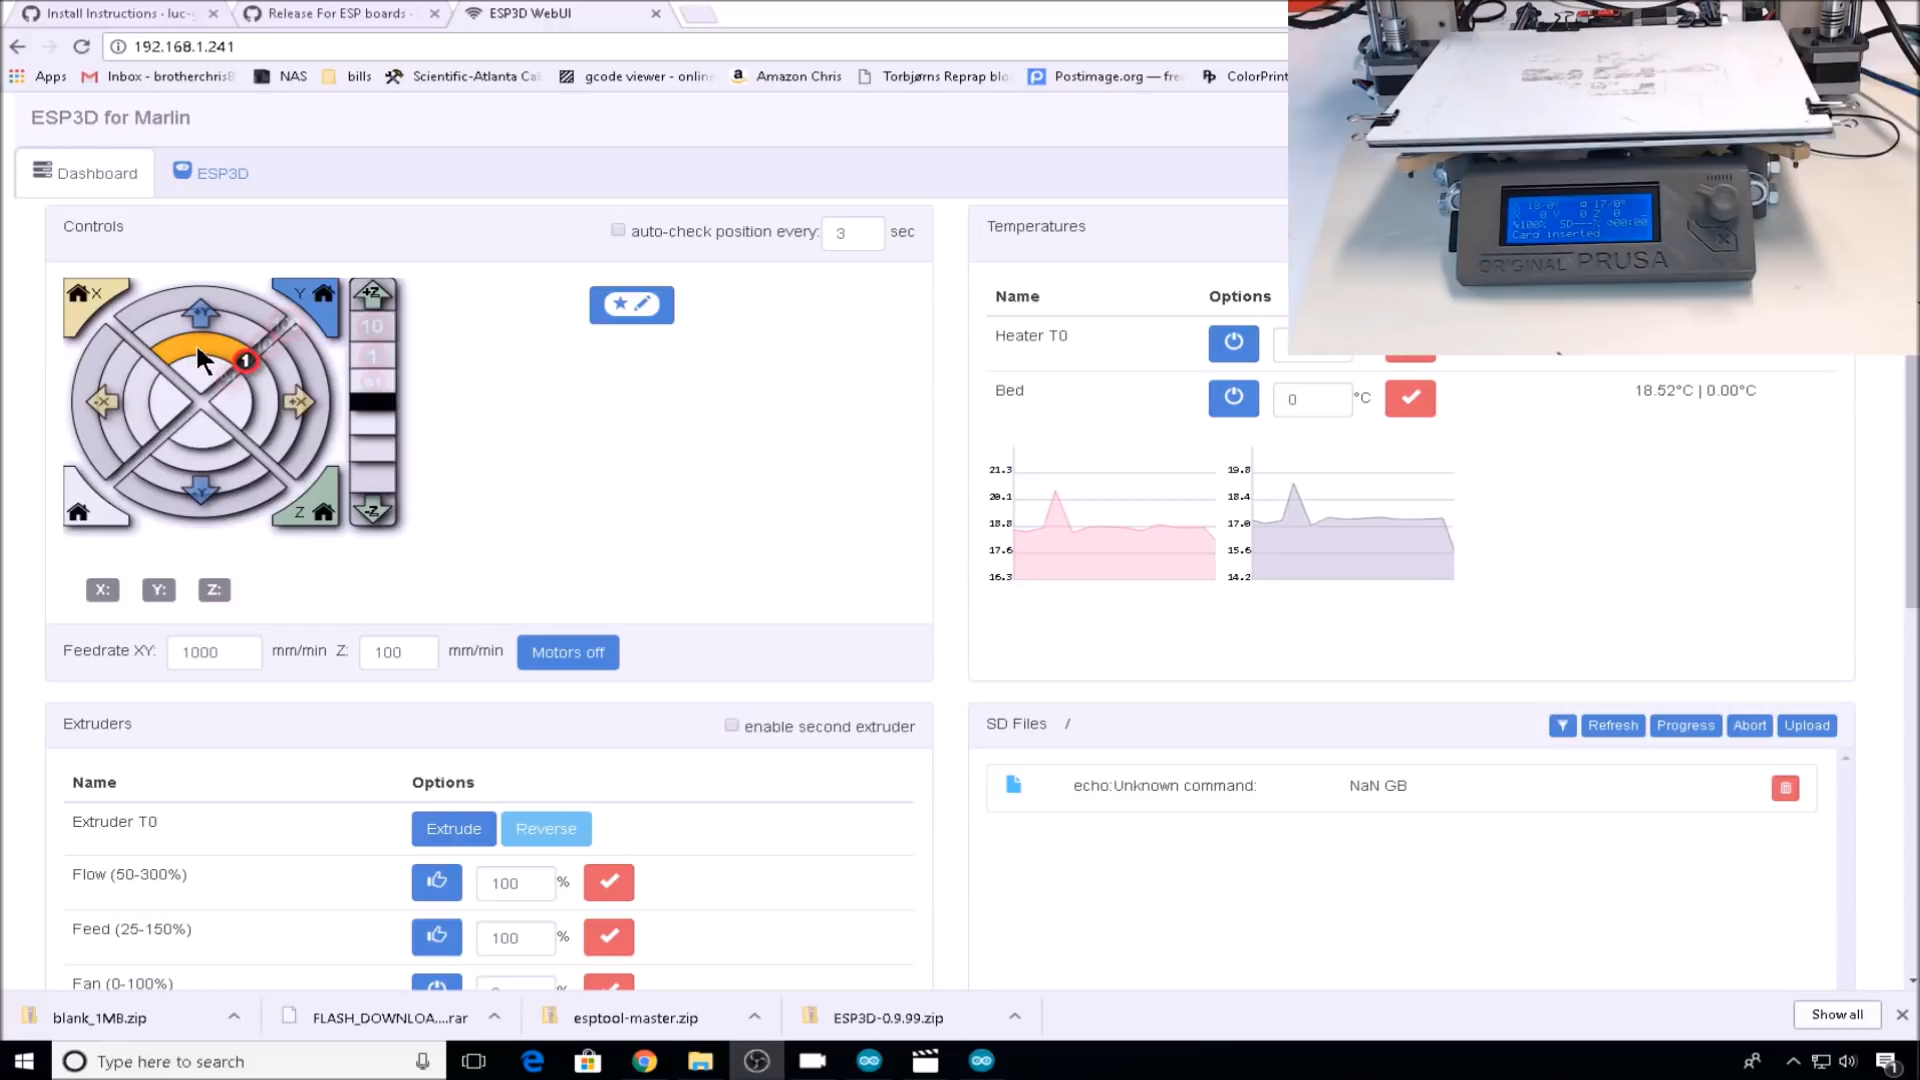 Install Instructions · luc-
Release For ESP boards ·
ESP3D WebUI
192.168.1.241
Apps
Inbox - brotherchris
NAS
bills
Scientific-Atlanta Ca
gcode viewer - online
Amazon Chris
Torbjørns Reprap blo
Postimage.org — fre
ColorPrint
ESP3D for Marlin
Dashboard
ESP3D
Controls
auto-check position every: 3 sec
X
Y
+Z
+Y
100
10
1
-X
+X
-Y
Z
-Z
X: Y: Z:
Feedrate XY: 1000 mm/min Z: 100 mm/min Motors off
Temperatures
Name Options
Heater T0
Bed 0 °C 18.52°C | 0.00°C
21.3
20.1
18.8
17.6
16.3
19.8
18.4
17.0
15.6
14.2
Extruders
enable second extruder
Name Options
Extruder T0 Extrude Reverse
Flow (50-300%) 100 %
Feed (25-150%) 100 %
Fan (0-100%) %
SD Files /
Refresh Progress Abort Upload
echo:Unknown command: NaN GB
Card inserted
ORIGINAL PRUSA
blank_1MB.zip
FLASH_DOWNLOA....rar
esptool-master.zip
ESP3D-0.9.99.zip
Show all
Type here to search